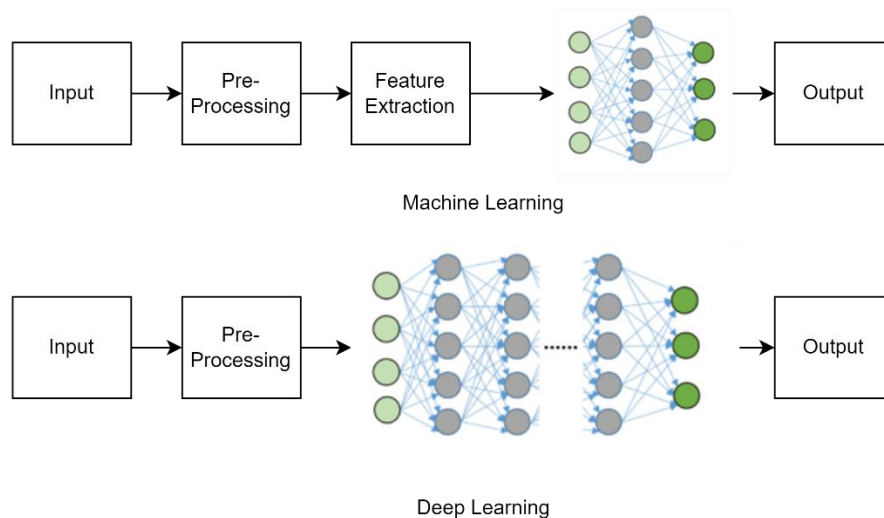 Input
Pre-
Processing
Feature
Extraction
Output
Machine Learning
Input
Pre-
Processing
......
Output
Deep Learning